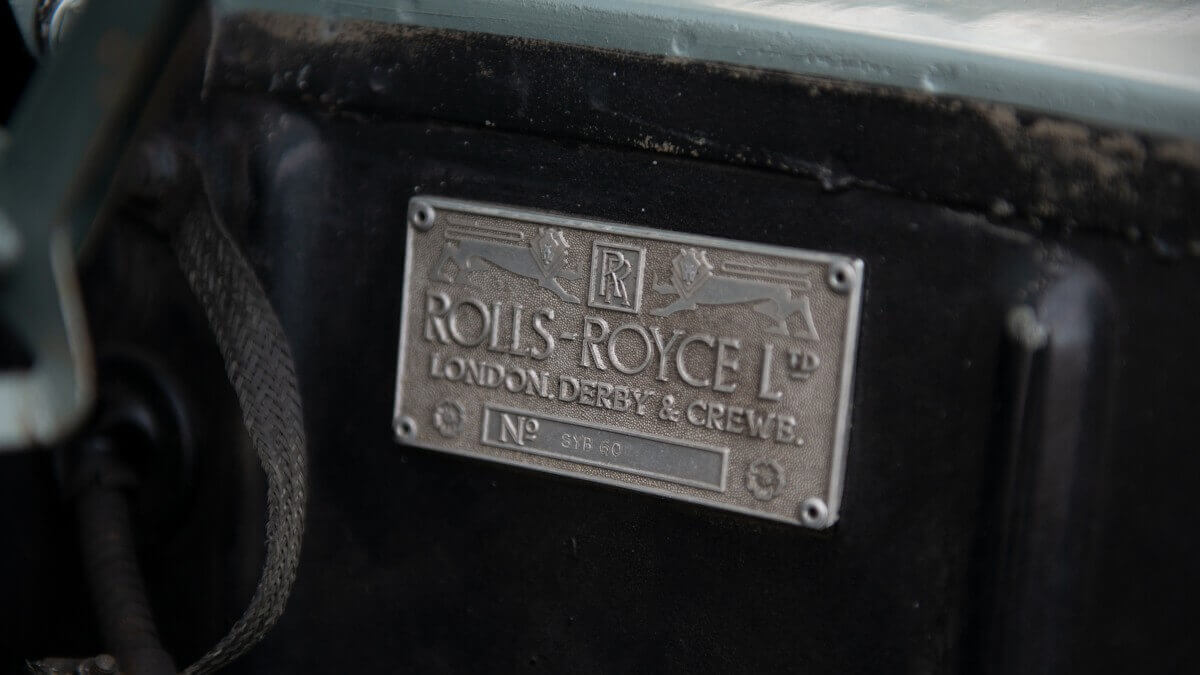 RR
ROLLS-ROYCE LTD
LONDON, DERBY & CREWE.
No SYB 60